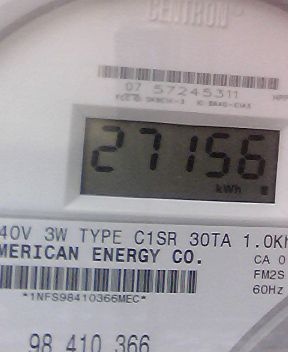 CENTRON®
07 57245311
27156
kWh
40V 3W TYPE C1SR 30TA 1.0Kh
MERICAN ENERGY CO.
CA 0
FM2S
60Hz
*1NFS98410366MEC*
98 410 366